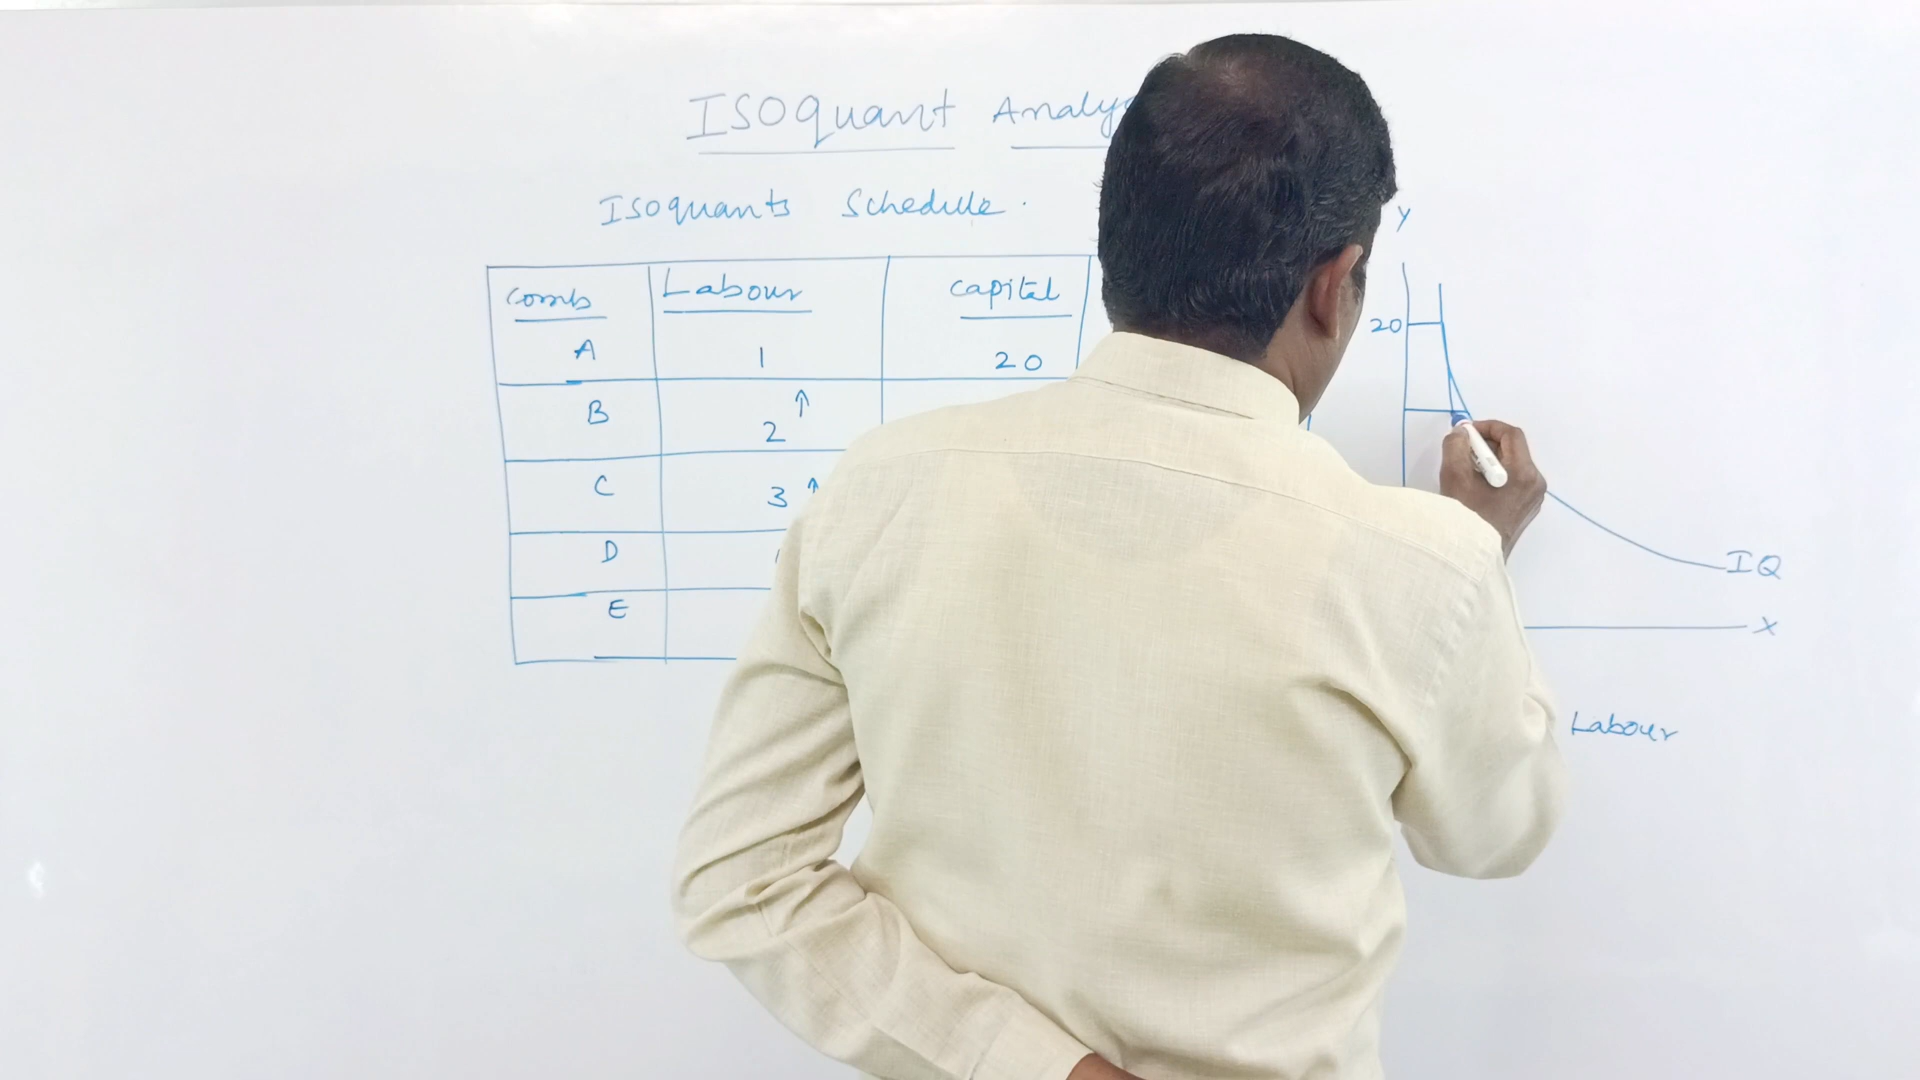 ISOquant Analy
Isoquants Schedule.
Comb Labour Capital
A 1 20
B 2 ↑
C 3 ↑
D
E
Y
20
IQ
X
Labour